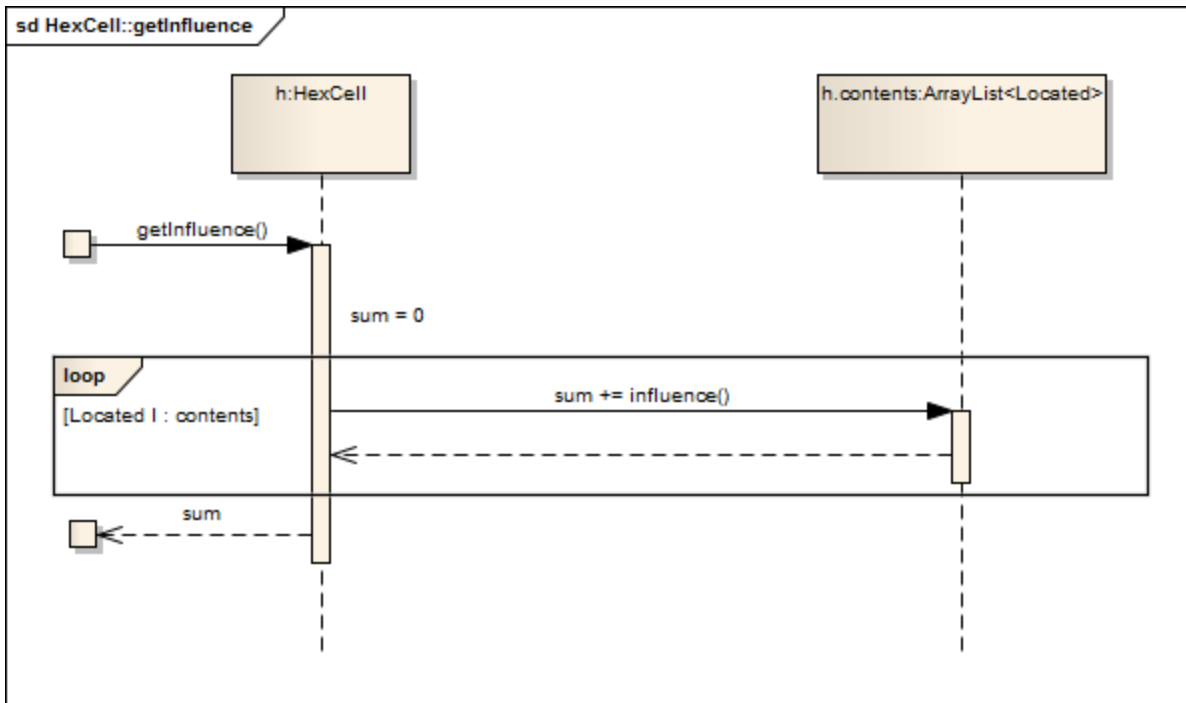 sd HexCell::getInfluence
h:HexCell
h.contents:ArrayList<Located>
getInfluence()
sum = 0
loop
[Located l : contents]
sum += influence()
sum